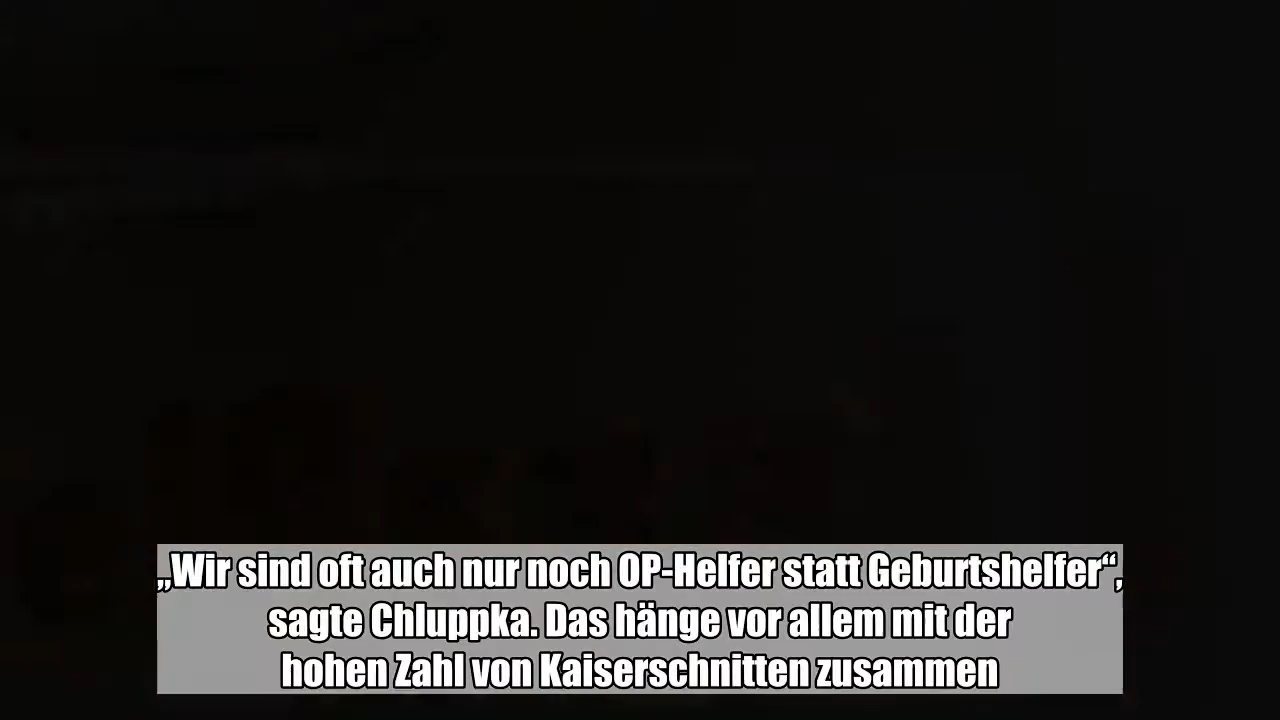 „Wir sind oft auch nur noch OP-Helfer statt Geburtshelfer“,
sagte Chluppka. Das hänge vor allem mit der
hohen Zahl von Kaiserschnitten zusammen